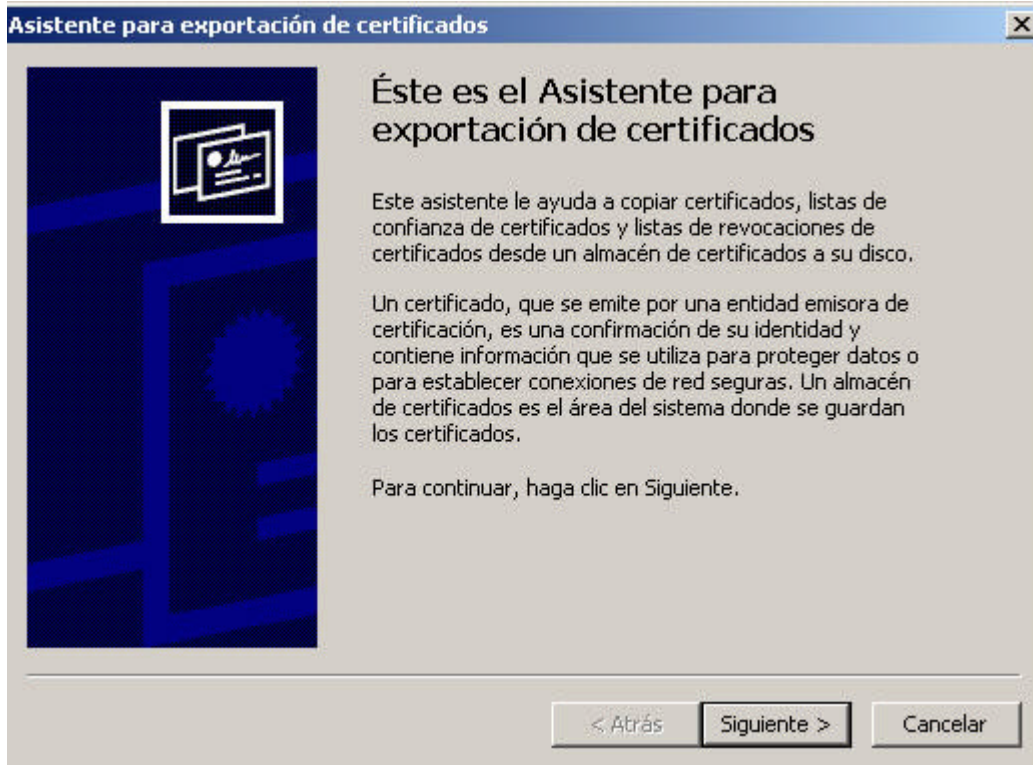 Asistente para exportación de certificados
Éste es el Asistente para
exportación de certificados
Este asistente le ayuda a copiar certificados, listas de
confianza de certificados y listas de revocaciones de
certificados desde un almacén de certificados a su disco.
Un certificado, que se emite por una entidad emisora de
certificación, es una confirmación de su identidad y
contiene información que se utiliza para proteger datos o
para establecer conexiones de red seguras. Un almacén
de certificados es el área del sistema donde se guardan
los certificados.
Para continuar, haga clic en Siguiente.
< Atrás Siguiente > Cancelar